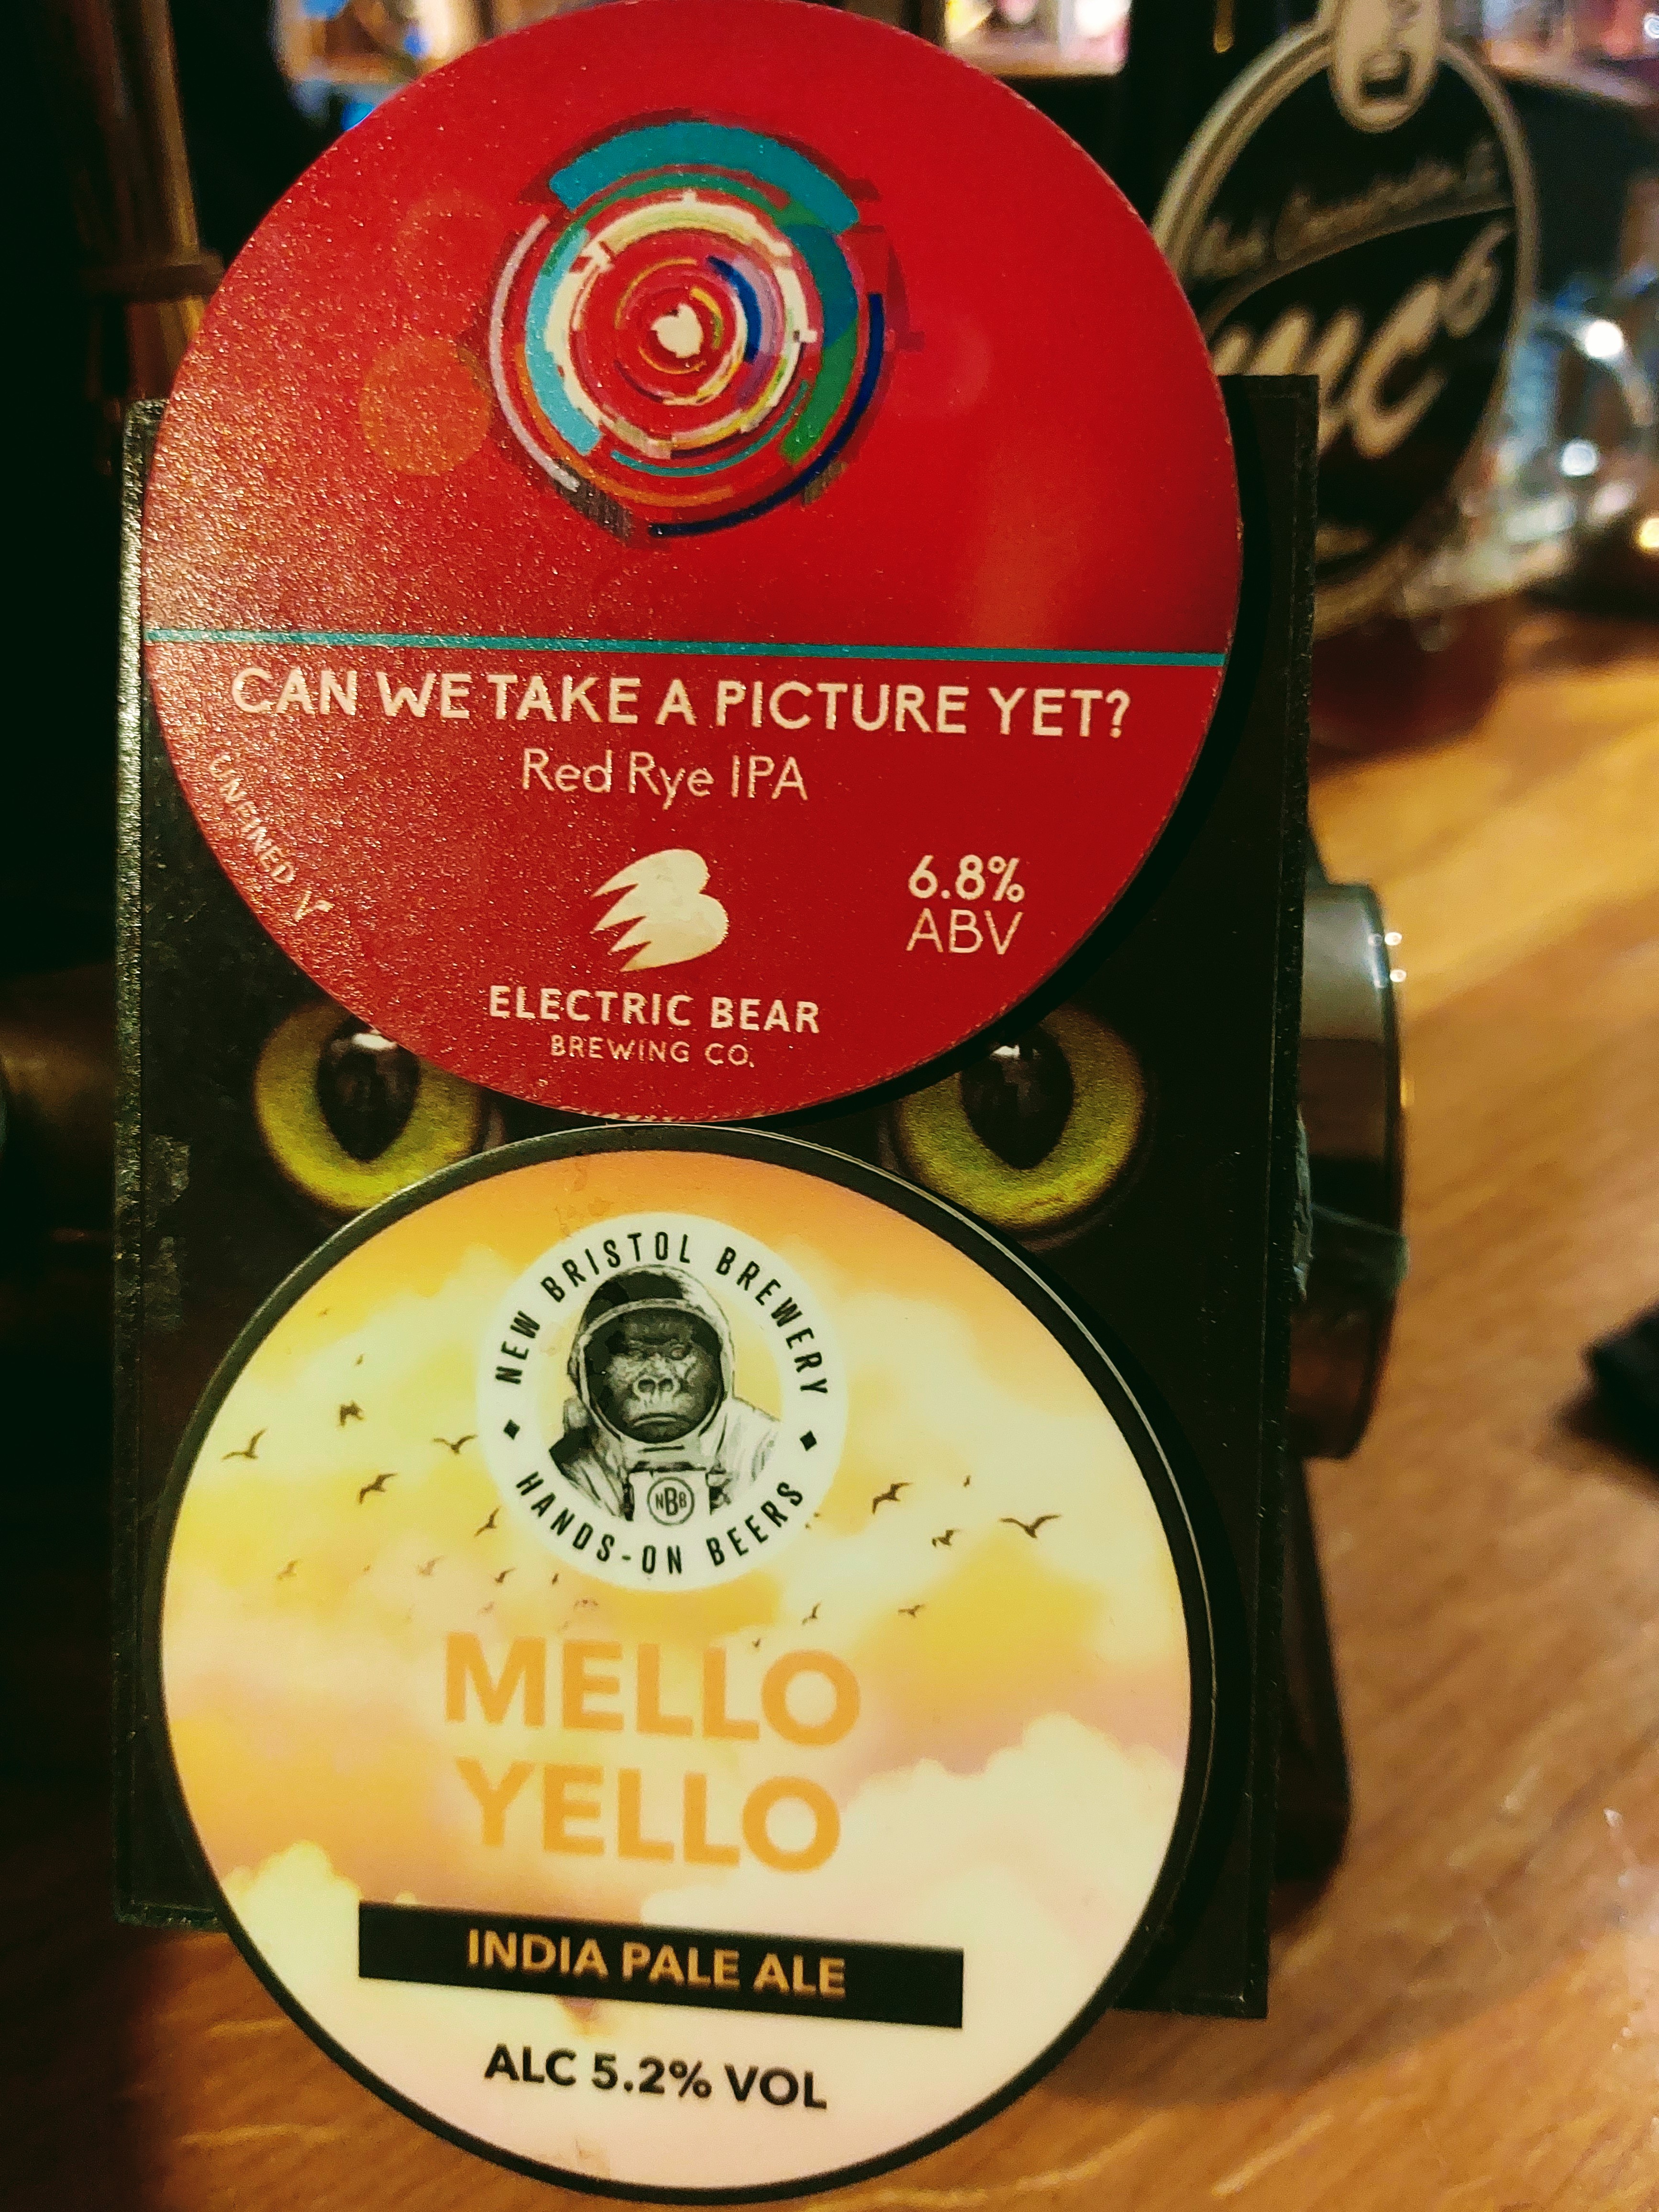 CAN WE TAKE A PICTURE YET?
Red Rye IPA
UNFINED
6.8%
ABV
ELECTRIC BEAR
BREWING CO.
NEW BRISTOL BREWERY
NBB
HANDS-ON BEERS
MELLO
YELLO
INDIA PALE ALE
ALC 5.2% VOL